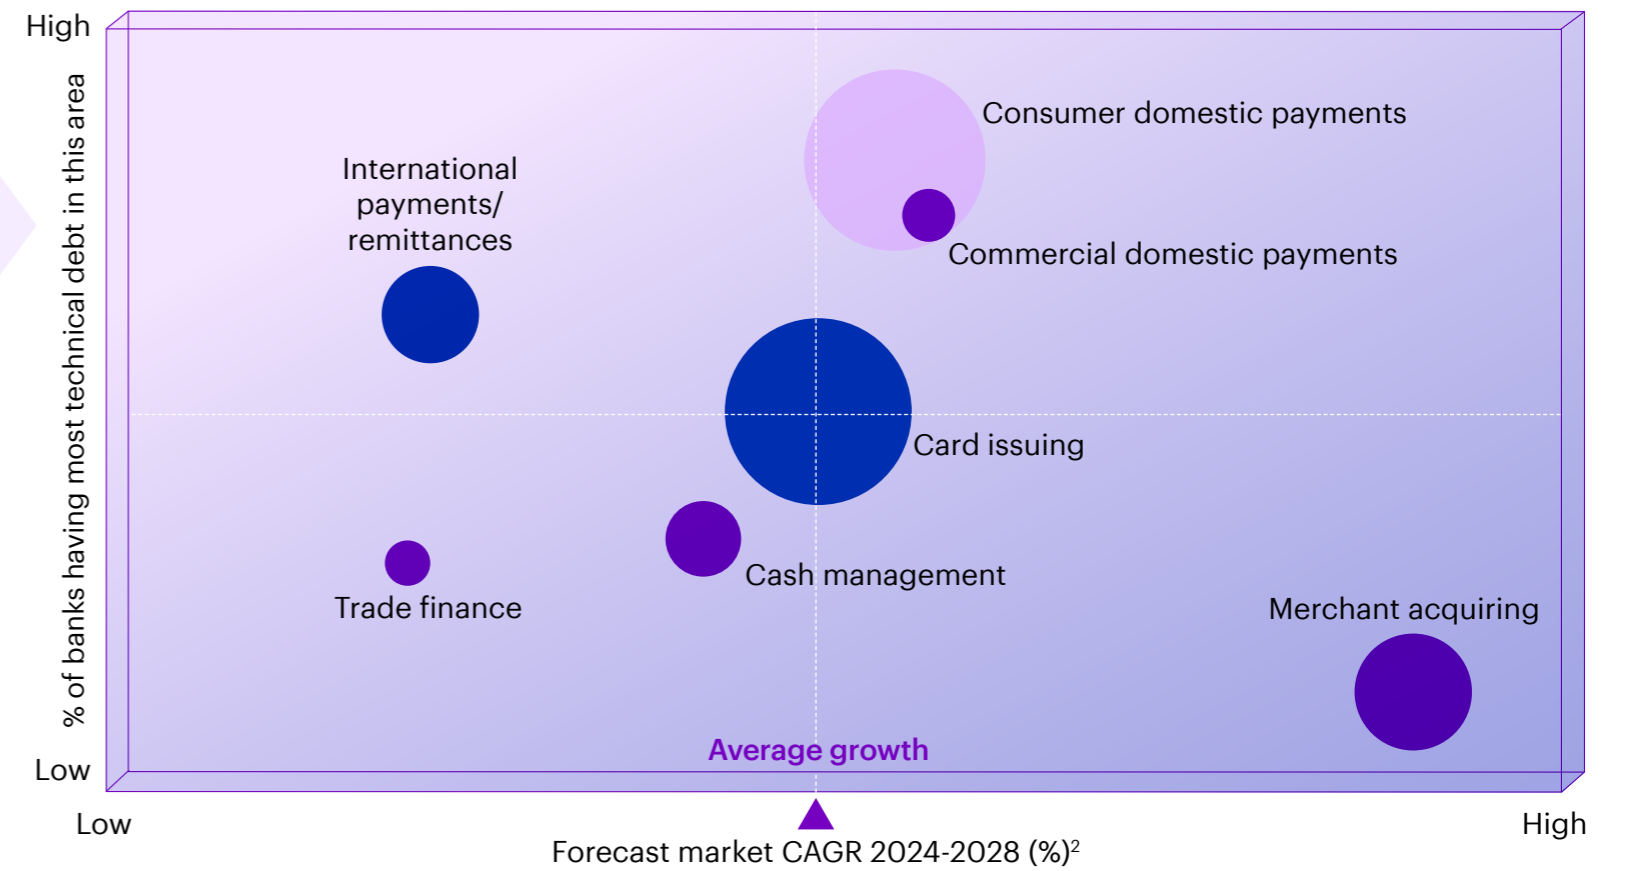 High
% of banks having most technical debt in this area
Consumer domestic payments
International
payments/
remittances
Commercial domestic payments
Card issuing
Cash management
Trade finance
Merchant acquiring
Average growth
Low
Low
High
Forecast market CAGR 2024-2028 (%)²